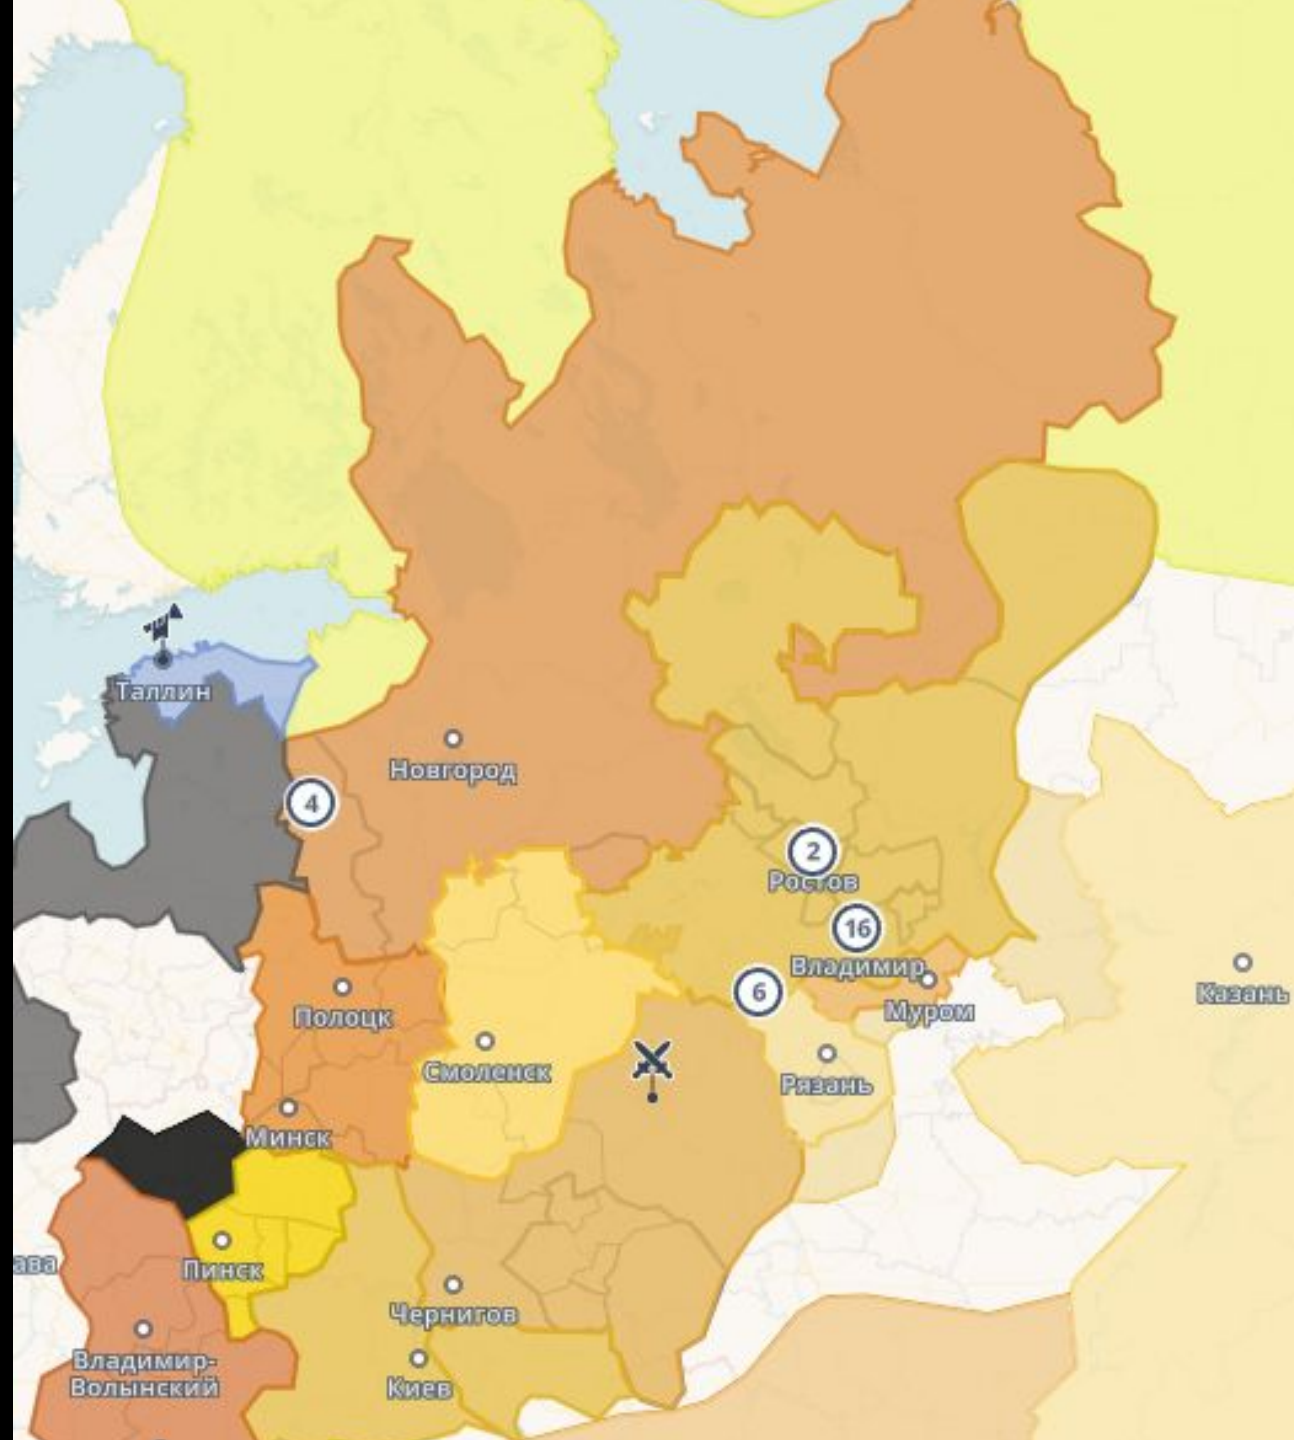 Таллин
Новгород
4
2
Ростов
16
Владимир
6
Муром
Казань
Полоцк
Смоленск
Рязань
Минск
Пинск
ава
Чернигов
Владимир-
Волынский
Киев